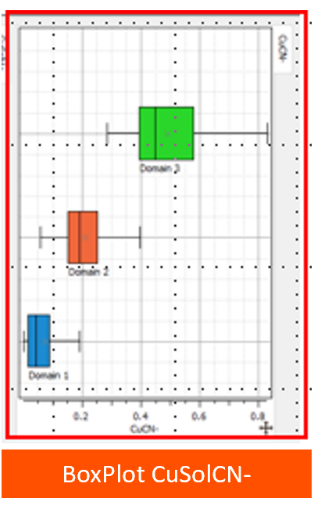 CuCN-
Domain 3
Domain 2
Domain 1
0.2 0.4 0.6 0.8
CuCN-
BoxPlot CuSolCN-